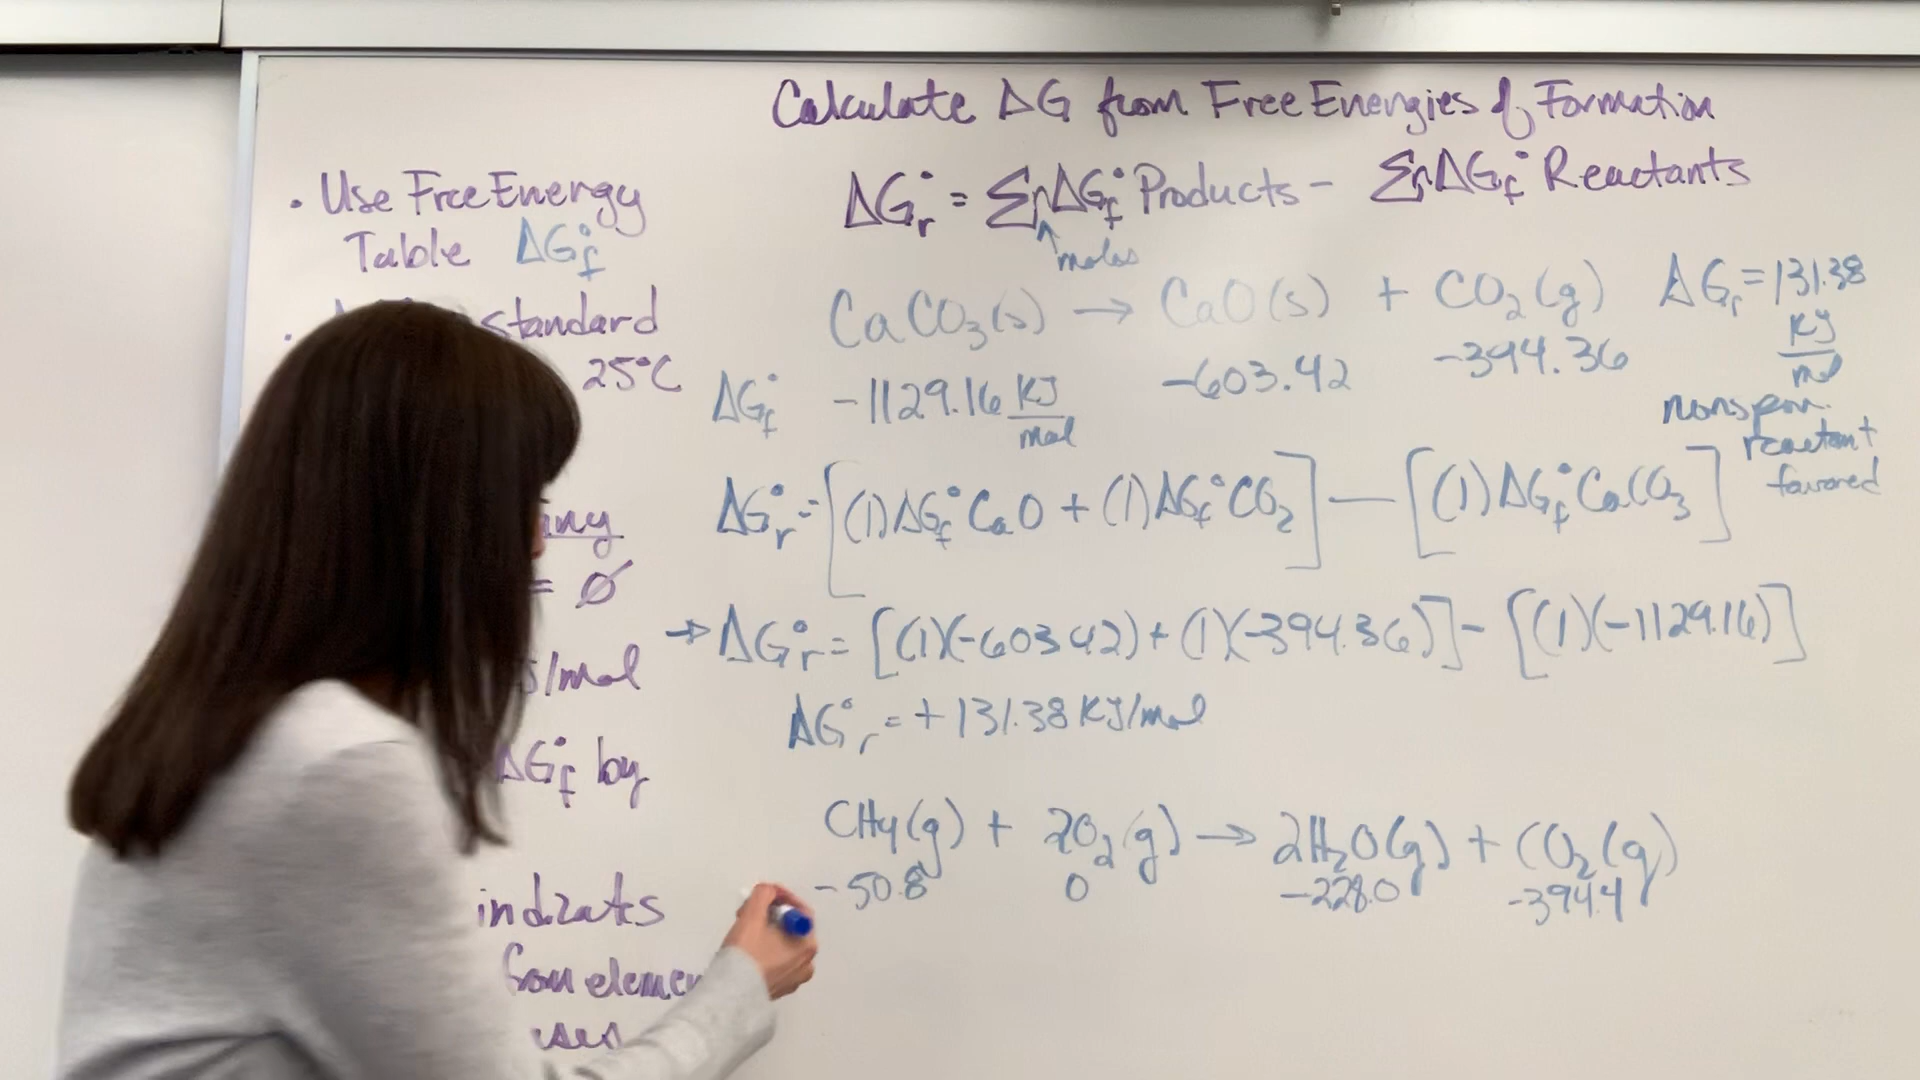 Calculate ΔG from Free Energies of Formation
ΔG°r = ΣnΔG°f Products - ΣnΔG°f Reactants
↑ moles
• Use Free Energy
Table ΔG°f
• standard
25°C
= Ø
/mol
ΔG°f by
indicates
from elemen
CaCO3(s) → CaO(s) + CO2(g) ΔGr = 131.38 KJ/mol
ΔG°f -1129.16 KJ/mol -603.42 -394.36
nonspon.
reactant
favored
ΔG°r = [(1)ΔG°f CaO + (1)ΔG°f CO2] — [(1)ΔG°f CaCO3]
→ ΔG°r = [(1)(-603.42) + (1)(-394.36)] - [(1)(-1129.16)]
ΔG°r = +131.38 KJ/mol
CH4(g) + 2O2(g) → 2H2O(g) + CO2(g)
-50.8 0 -228.0 -394.4